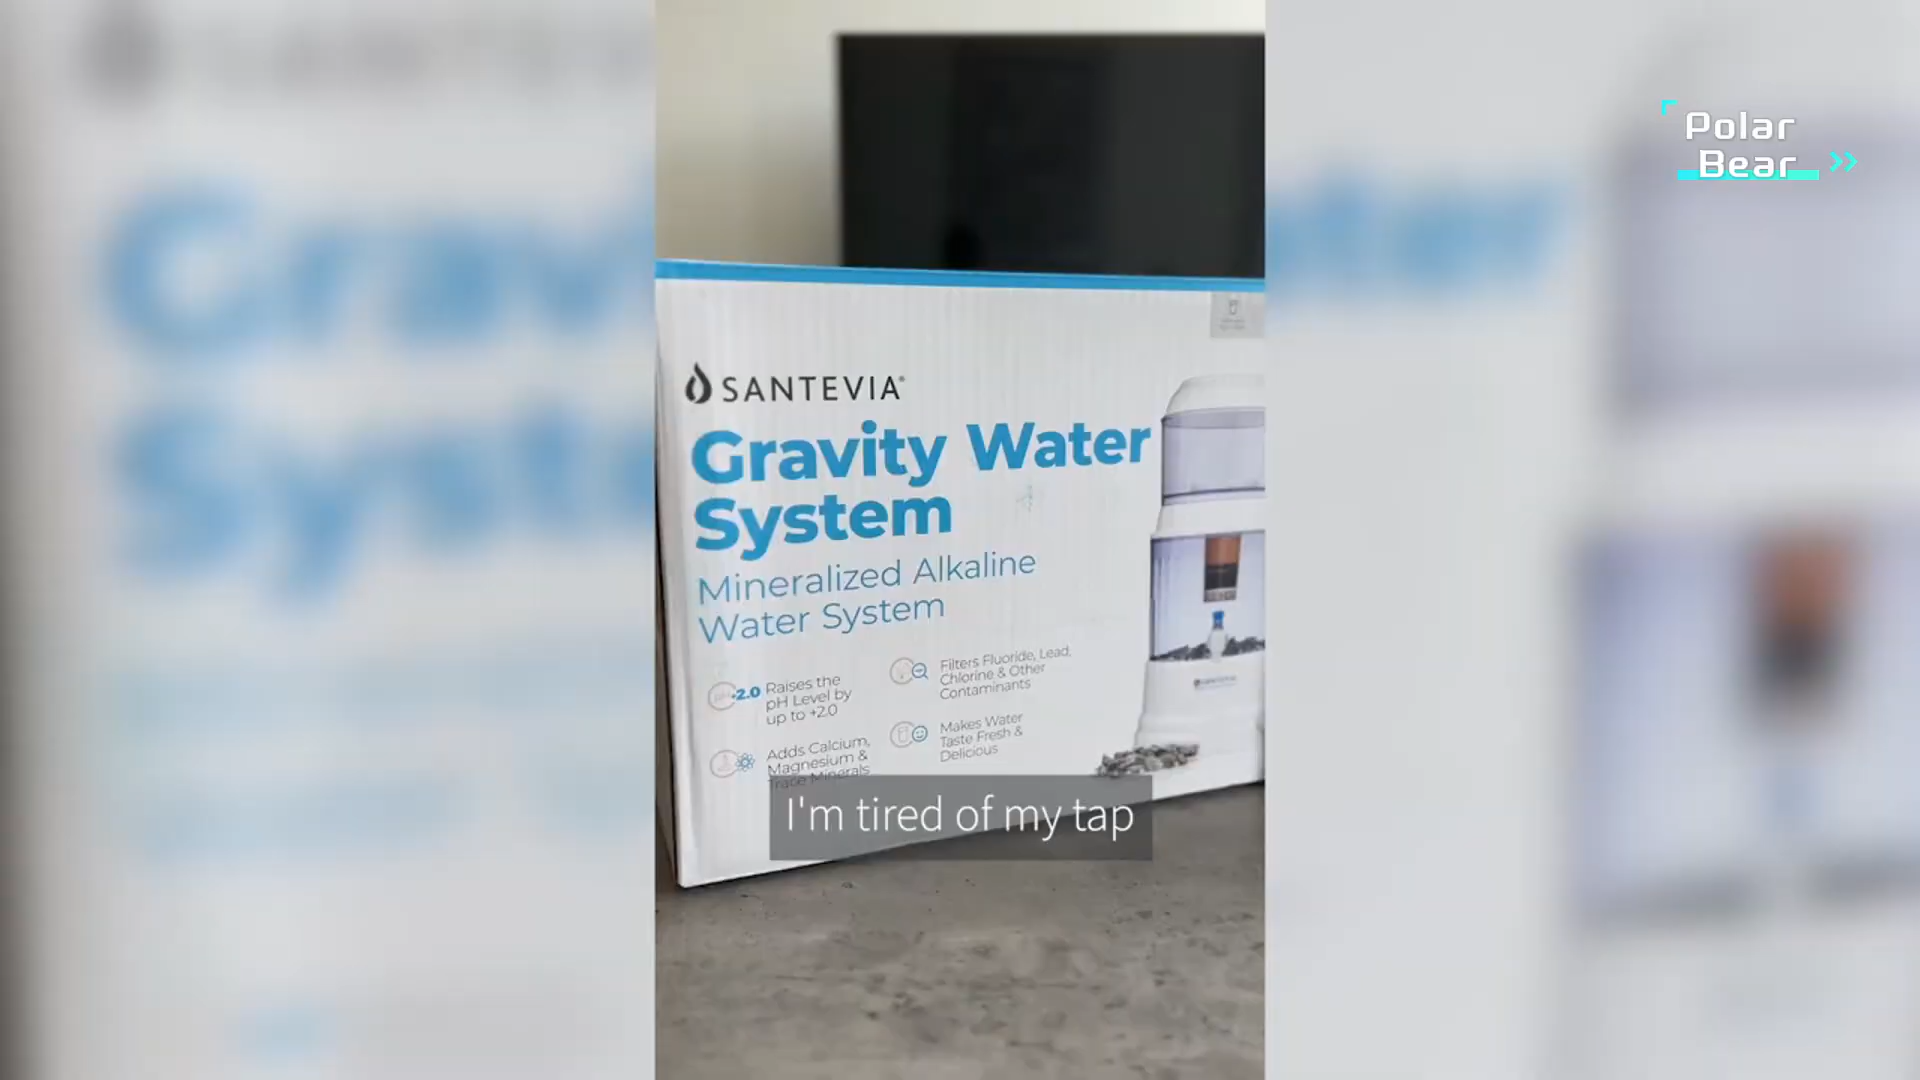 Polar
Bear
SANTEVIA
Gravity Water
System
Mineralized Alkaline
Water System
+2.0 Raises the
pH Level by
up to +2.0
Filters Fluoride, Lead,
Chlorine & Other
Contaminants
Adds Calcium,
Magnesium &
Trace Minerals
Makes Water
Taste Fresh &
Delicious
I'm tired of my tap